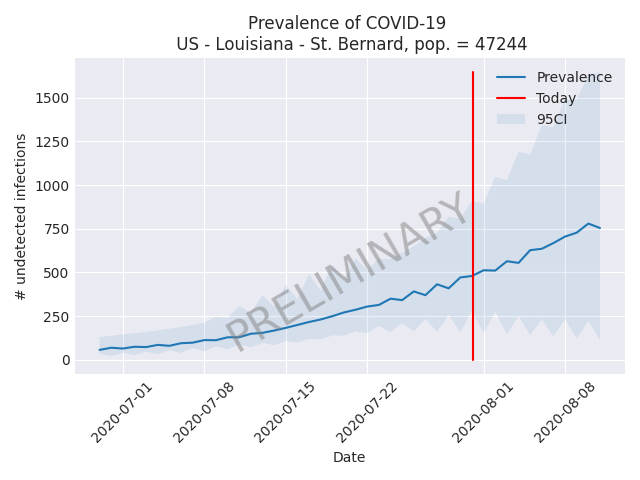 Prevalence of COVID-19
US - Louisiana - St. Bernard, pop. = 47244
Prevalence
Today
95CI
1500
1250
1000
750
500
250
0
# undetected infections
PRELIMINARY
2020-07-01
2020-07-08
2020-07-15
2020-07-22
2020-08-01
2020-08-08
Date